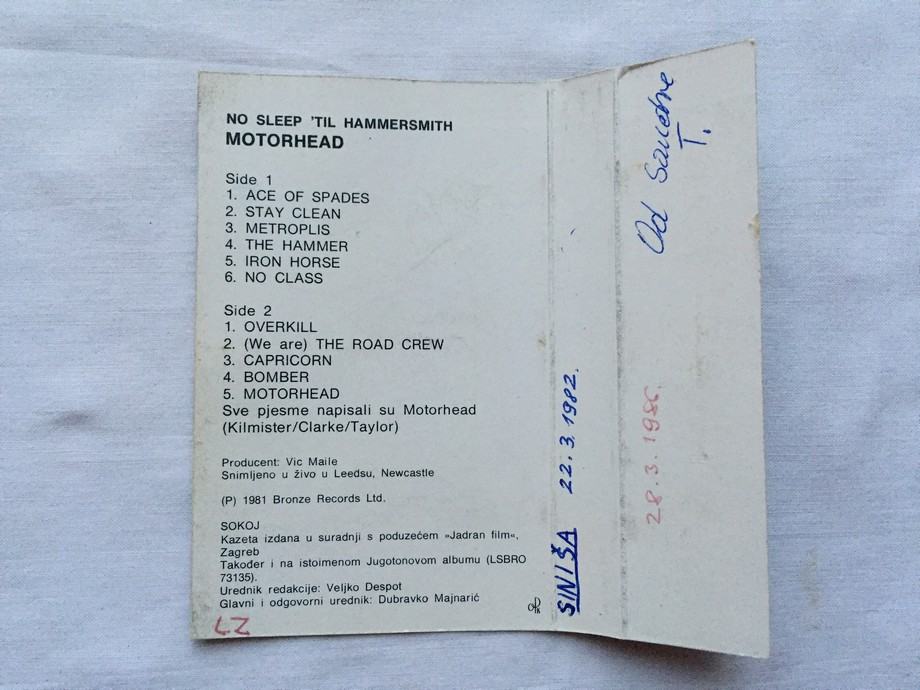 NO SLEEP 'TIL HAMMERSMITH
MOTORHEAD
Side 1
1. ACE OF SPADES
2. STAY CLEAN
3. METROPLIS
4. THE HAMMER
5. IRON HORSE
6. NO CLASS
Side 2
1. OVERKILL
2. (We are) THE ROAD CREW
3. CAPRICORN
4. BOMBER
5. MOTORHEAD
Sve pjesme napisali su Motorhead
(Kilmister/Clarke/Taylor)
Producent: Vic Maile
Snimljeno u živo u Leedsu, Newcastle
(P) 1981 Bronze Records Ltd.
SOKOJ
Kazeta izdana u suradnji s poduzećem »Jadran film«,
Zagreb
Također i na istoimenom Jugotonovom albumu (LSBRO
73135).
Urednik redakcije: Veljko Despot
Glavni i odgovorni urednik: Dubravko Majnarić
SINIŠA 22.3.1982.
Od
T.
28.3.1986.